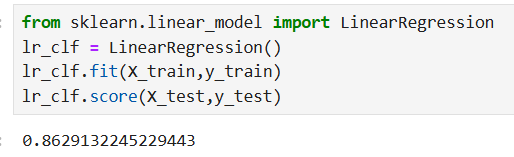 from sklearn.linear_model import LinearRegression
lr_clf = LinearRegression()
lr_clf.fit(X_train,y_train)
lr_clf.score(X_test,y_test)
0.8629132245229443